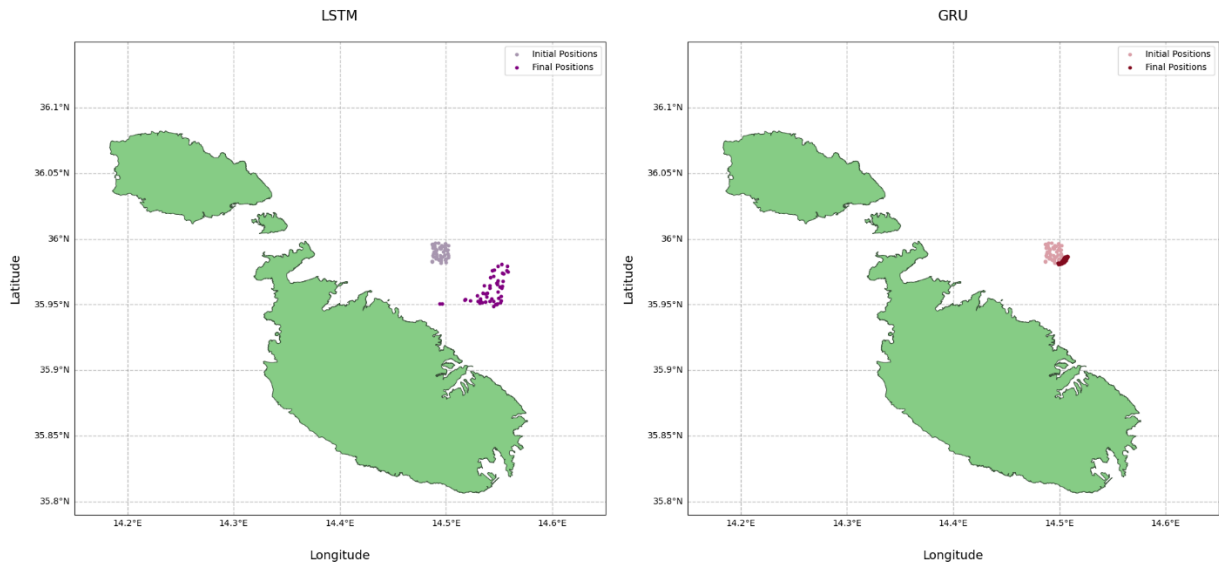 LSTM
Initial Positions
Final Positions
36.1°N
36.05°N
36°N
35.95°N
35.9°N
35.85°N
35.8°N
Latitude
14.2°E
14.3°E
14.4°E
14.5°E
14.6°E
Longitude
GRU
Initial Positions
Final Positions
36.1°N
36.05°N
36°N
35.95°N
35.9°N
35.85°N
35.8°N
Latitude
14.2°E
14.3°E
14.4°E
14.5°E
14.6°E
Longitude